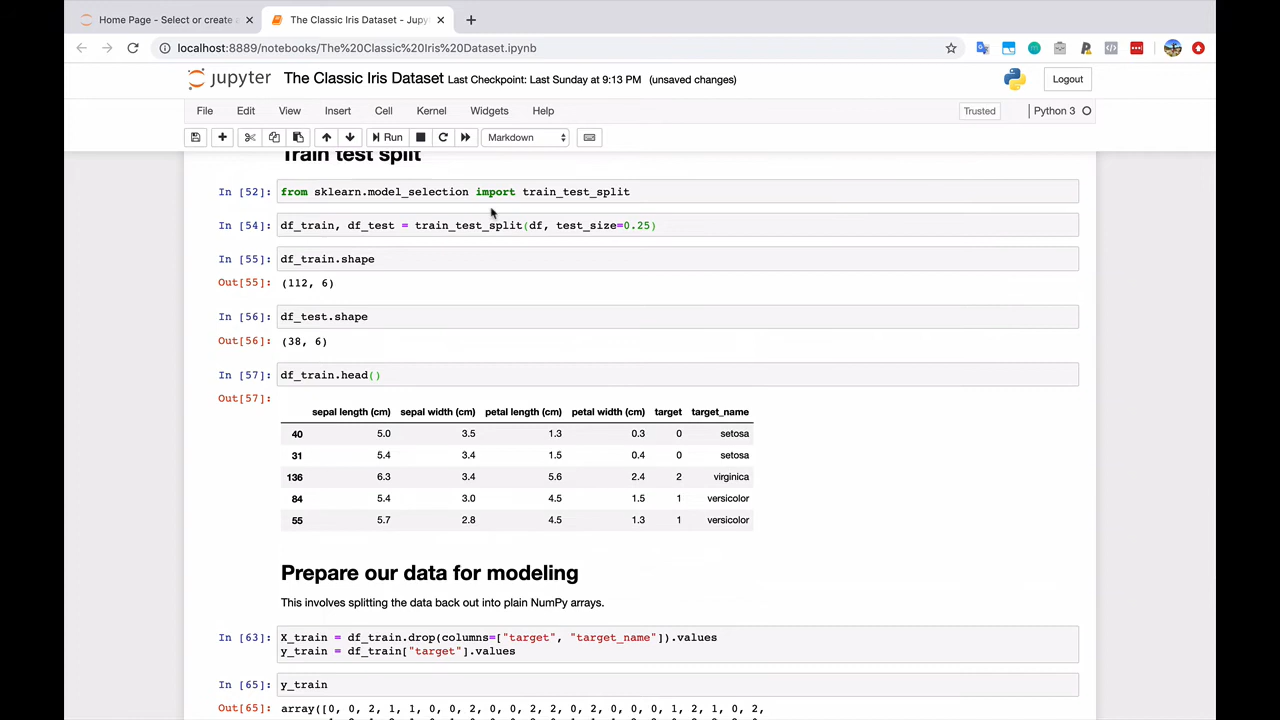 Home Page - Select or create a
The Classic Iris Dataset - Jupy
localhost:8889/notebooks/The%20Classic%20Iris%20Dataset.ipynb
jupyter The Classic Iris Dataset Last Checkpoint: Last Sunday at 9:13 PM (unsaved changes)
Logout
File Edit View Insert Cell Kernel Widgets Help
Trusted Python 3
Run Markdown
Train test split
In [52]: from sklearn.model_selection import train_test_split
In [54]: df_train, df_test = train_test_split(df, test_size=0.25)
In [55]: df_train.shape
Out[55]: (112, 6)
In [56]: df_test.shape
Out[56]: (38, 6)
In [57]: df_train.head()
Out[57]:
sepal length (cm) sepal width (cm) petal length (cm) petal width (cm) target target_name
40 5.0 3.5 1.3 0.3 0 setosa
31 5.4 3.4 1.5 0.4 0 setosa
136 6.3 3.4 5.6 2.4 2 virginica
84 5.4 3.0 4.5 1.5 1 versicolor
55 5.7 2.8 4.5 1.3 1 versicolor
Prepare our data for modeling
This involves splitting the data back out into plain NumPy arrays.
In [63]: X_train = df_train.drop(columns=["target", "target_name"]).values
y_train = df_train["target"].values
In [65]: y_train
Out[65]: array([0, 0, 2, 1, 1, 0, 0, 2, 0, 0, 2, 2, 0, 2, 0, 0, 0, 1, 2, 1, 0, 2,